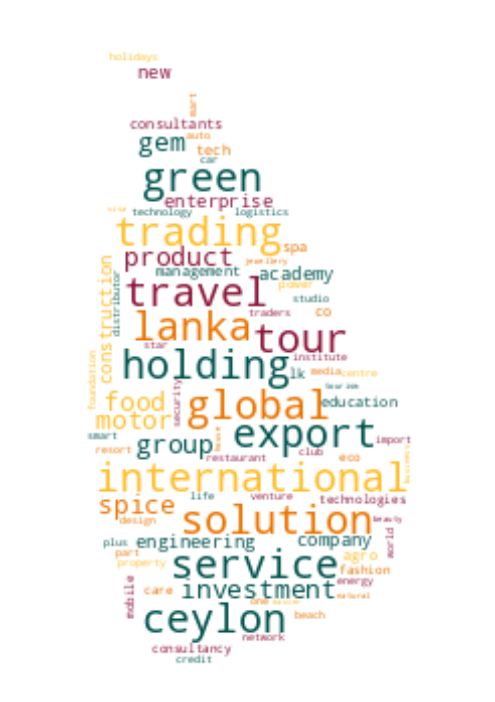 holidays
new
mart
consultants
auto
gem
tech
car
green
enterprise
technology logistics
trading
spa
product
jewellery
management academy
construction
distributor
travel
power
studio
traders co
lanka
tour
star
holding
institute
lk
media centre
foundation
security
tourism
food
global
education
motor
smart
export
group
house
import
resort
restaurant
club
eco
business
international
life venture technologies
spice
design
solution
beauty
world
plus engineering company
part
agro
property
service
fashion
energy
mobile
care
investment
natural
one
ceylon
beach
network
consultancy
credit